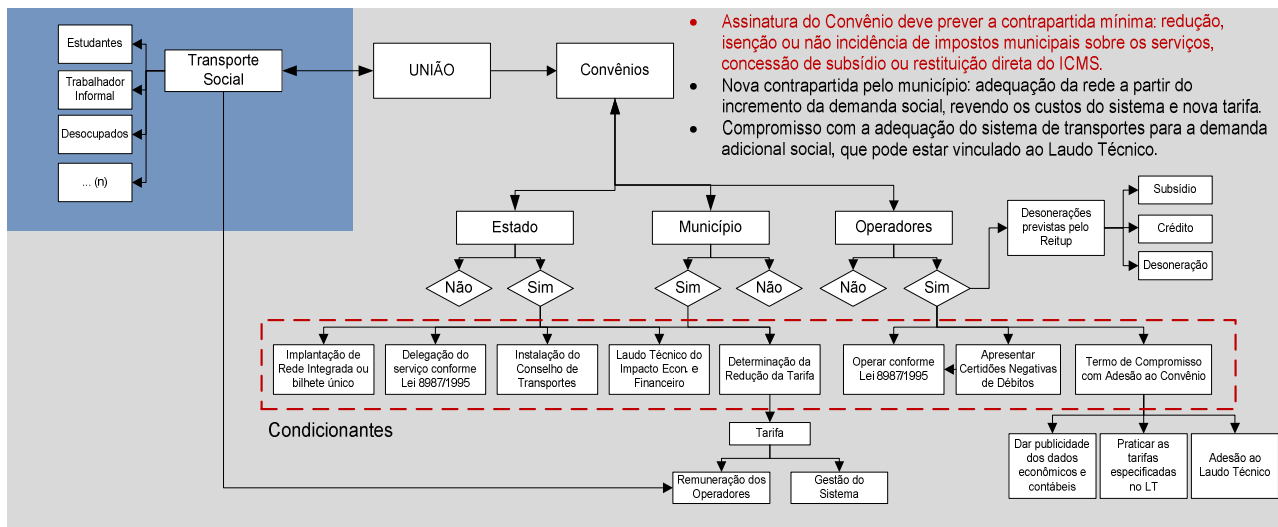 Estudantes
Trabalhador
Informal
Desocupados
... (n)
Transporte
Social
UNIÃO
Convênios
• Assinatura do Convênio deve prever a contrapartida mínima: redução,
isenção ou não incidência de impostos municipais sobre os serviços,
concessão de subsídio ou restituição direta do ICMS.
• Nova contrapartida pelo município: adequação da rede a partir do
incremento da demanda social, revendo os custos do sistema e nova tarifa.
• Compromisso com a adequação do sistema de transportes para a demanda
adicional social, que pode estar vinculado ao Laudo Técnico.
Estado
Município
Operadores
Desonerações
previstas pelo
Reitup
Subsídio
Crédito
Desoneração
Não
Sim
Sim
Não
Não
Sim
Implantação de
Rede Integrada ou
bilhete único
Delegação do
serviço conforme
Lei 8987/1995
Instalação do
Conselho de
Transportes
Laudo Técnico do
Impacto Econ. e
Financeiro
Determinação da
Redução da Tarifa
Operar conforme
Lei 8987/1995
Apresentar
Certidões Negativas
de Débitos
Termo de Compromisso
com Adesão ao Convênio
Condicionantes
Tarifa
Remuneração dos
Operadores
Gestão do
Sistema
Dar publicidade
dos dados
econômicos e
contábeis
Praticar as
tarifas
especificadas
no LT
Adesão ao
Laudo Técnico